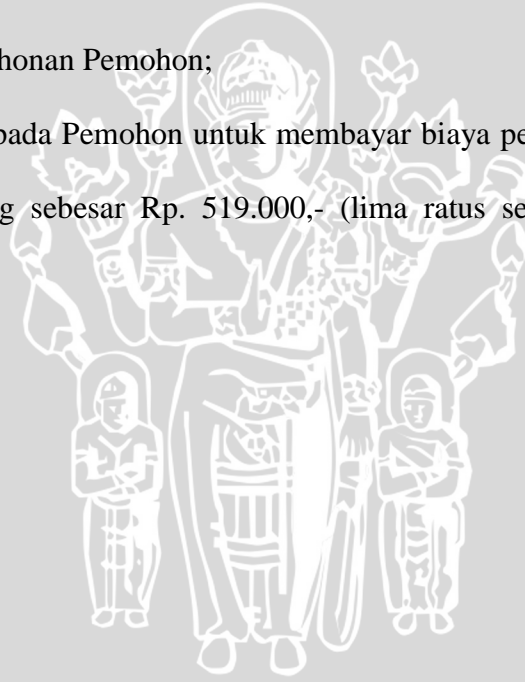 honan Pemohon;
pada Pemohon untuk membayar biaya pe
g sebesar Rp. 519.000,- (lima ratus se